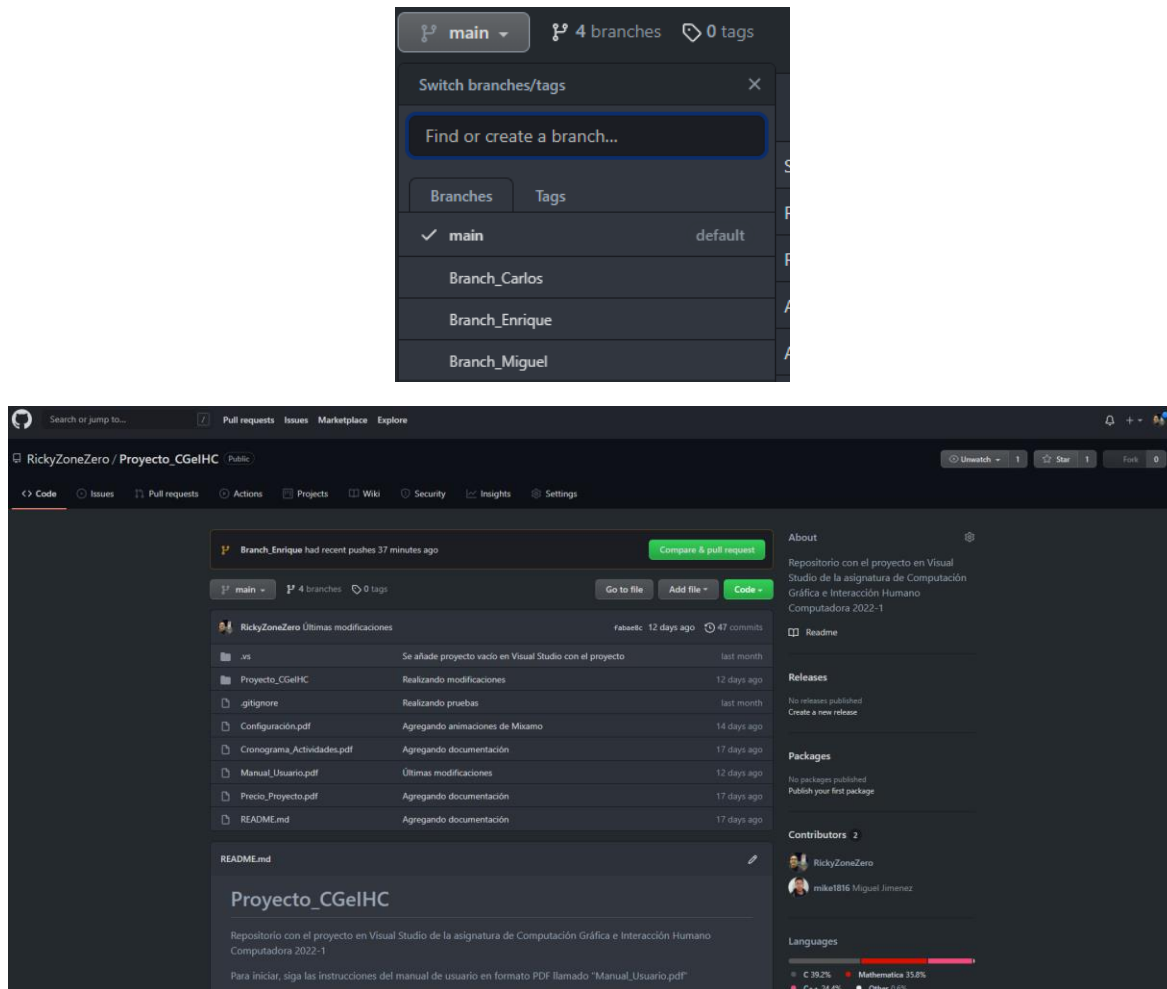 main
4 branches
0 tags
Switch branches/tags
Find or create a branch...
Branches Tags
main default
Branch_Carlos
Branch_Enrique
Branch_Miguel
Search or jump to... / Pull requests Issues Marketplace Explore
RickyZoneZero / Proyecto_CGeIHC Public
Unwatch 1 Star 1 Fork 0
<> Code Issues Pull requests Actions Projects Wiki Security Insights Settings
Branch_Enrique had recent pushes 37 minutes ago Compare & pull request
main 4 branches 0 tags Go to file Add file Code
RickyZoneZero Últimas modificaciones 12 days ago 47 commits
.vs Se añade proyecto vacío en Visual Studio con el proyecto last month
Proyecto_CGeIHC Realizando modificaciones 12 days ago
.gitignore Realizando pruebas last month
Configuración.pdf Agregando animaciones de Mixamo 14 days ago
Cronograma_Actividades.pdf Agregando documentación 17 days ago
Manual_Usuario.pdf Últimas modificaciones 12 days ago
Precio_Proyecto.pdf Agregando documentación 17 days ago
README.md Agregando documentación 17 days ago
README.md
Proyecto_CGeIHC
Repositorio con el proyecto en Visual Studio de la asignatura de Computación Gráfica e Interacción Humano
Computadora 2022-1
Para iniciar, siga las instrucciones del manual de usuario en formato PDF llamado "Manual_Usuario.pdf"
About
Repositorio con el proyecto en Visual
Studio de la asignatura de Computación
Gráfica e Interacción Humano
Computadora 2022-1
Readme
Releases
No releases published
Create a new release
Packages
No packages published
Publish your first package
Contributors 2
RickyZoneZero
mike1816 Miguel Jimenez
Languages
C 39.2% Mathematica 35.8%